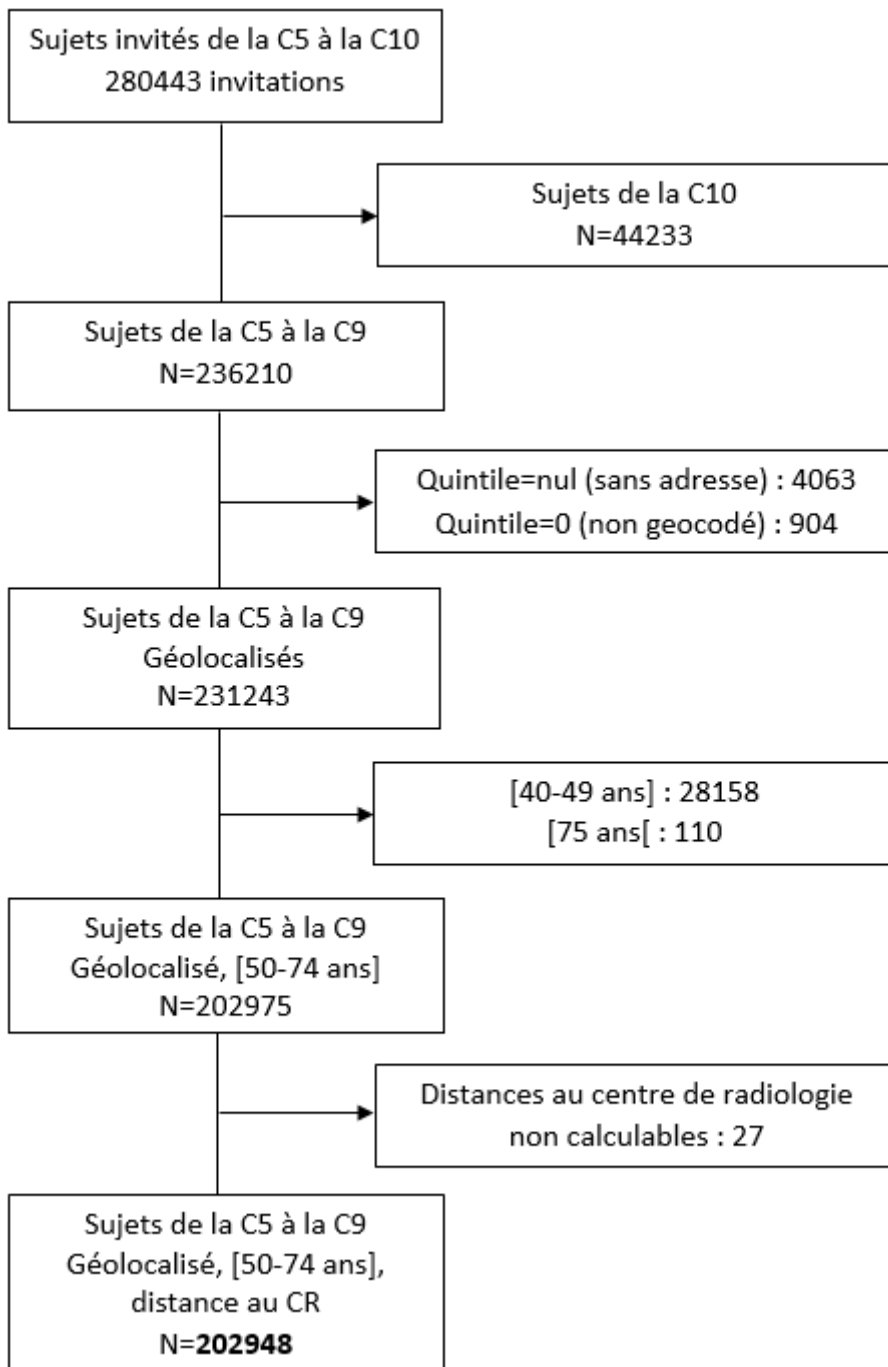 Sujets invités de la C5 à la C10
280443 invitations
Sujets de la C10
N=44233
Sujets de la C5 à la C9
N=236210
Quintile=nul (sans adresse) : 4063
Quintile=0 (non geocodé) : 904
Sujets de la C5 à la C9
Géolocalisés
N=231243
[40-49 ans] : 28158
[75 ans[ : 110
Sujets de la C5 à la C9
Géolocalisé, [50-74 ans]
N=202975
Distances au centre de radiologie
non calculables : 27
Sujets de la C5 à la C9
Géolocalisé, [50-74 ans],
distance au CR
N=202948